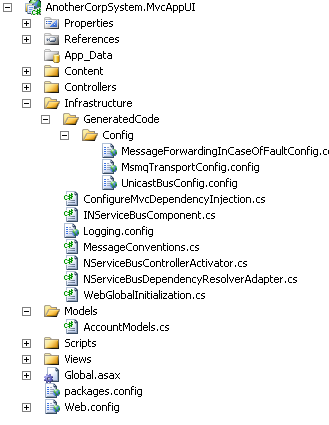 AnotherCorpSystem.MvcAppUI
Properties
References
App_Data
Content
Controllers
Infrastructure
GeneratedCode
Config
MessageForwardingInCaseOfFaultConfig.c
MsmqTransportConfig.config
UnicastBusConfig.config
ConfigureMvcDependencyInjection.cs
INServiceBusComponent.cs
Logging.config
MessageConventions.cs
NServiceBusControllerActivator.cs
NServiceBusDependencyResolverAdapter.cs
WebGlobalInitialization.cs
Models
AccountModels.cs
Scripts
Views
Global.asax
packages.config
Web.config